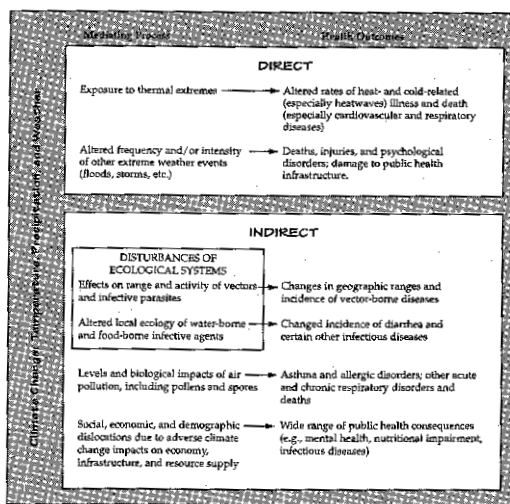 Mediating Process
Health Outcomes
DIRECT
Exposure to thermal extremes
Altered rates of heat- and cold-related
(especially heatwaves) illness and death
(especially cardiovascular and respiratory
diseases)
Altered frequency and/or intensity
of other extreme weather events
(floods, storms, etc.)
Deaths, injuries, and psychological
disorders; damage to public health
infrastructure.
INDIRECT
DISTURBANCES OF
ECOLOGICAL SYSTEMS
Effects on range and activity of vectors
and infective parasites
Changes in geographic ranges and
incidence of vector-borne diseases
Altered local ecology of water-borne
and food-borne infective agents
Changed incidence of diarrhea and
certain other infectious diseases
Levels and biological impacts of air
pollution, including pollens and spores
Asthma and allergic disorders; other acute
and chronic respiratory disorders and
deaths
Social, economic, and demographic
dislocations due to adverse climate
change impacts on economy,
infrastructure, and resource supply
Wide range of public health consequences
(e.g., mental health, nutritional impairment,
infectious diseases)
Climate Change: Temperature, Precipitation, and Weather